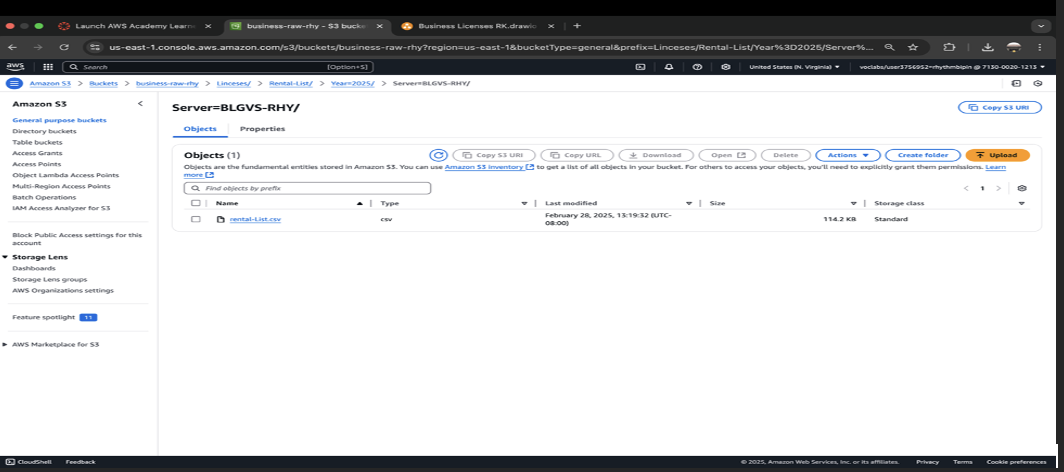 Launch AWS Academy Learn
business-raw-rhy - S3 bucke
Business Licenses RK.drawi
us-east-1.console.aws.amazon.com/s3/buckets/business-raw-rhy?region=us-east-1&bucketType=general&prefix=Linceses/Rental-List/Year%3D2025/Server%...
aws
Search
[Option+S]
United States (N. Virginia)
voclabs/user3756952=rhythmbipin @ 7130-0020-1213
Amazon S3 > Buckets > business-raw-rhy > Linceses/ > Rental-List/ > Year=2025/ > Server=BLGVS-RHY/
Amazon S3
General purpose buckets
Directory buckets
Table buckets
Access Grants
Access Points
Object Lambda Access Points
Multi-Region Access Points
Batch Operations
IAM Access Analyzer for S3
Block Public Access settings for this
account
Storage Lens
Dashboards
Storage Lens groups
AWS Organizations settings
Feature spotlight 11
AWS Marketplace for S3
Server=BLGVS-RHY/
Copy S3 URI
Objects
Properties
Objects (1)
Copy S3 URI
Copy URL
Download
Open
Delete
Actions
Create folder
Upload
Objects are the fundamental entities stored in Amazon S3. You can use Amazon S3 inventory to get a list of all objects in your bucket. For others to access your objects, you'll need to explicitly grant them permissions. Learn
more
Find objects by prefix
1
Name
Type
Last modified
Size
Storage class
rental-List.csv
csv
February 28, 2025, 13:19:32 (UTC-
08:00)
114.2 KB
Standard
CloudShell
Feedback
© 2025, Amazon Web Services, Inc. or its affiliates.
Privacy
Terms
Cookie preferences